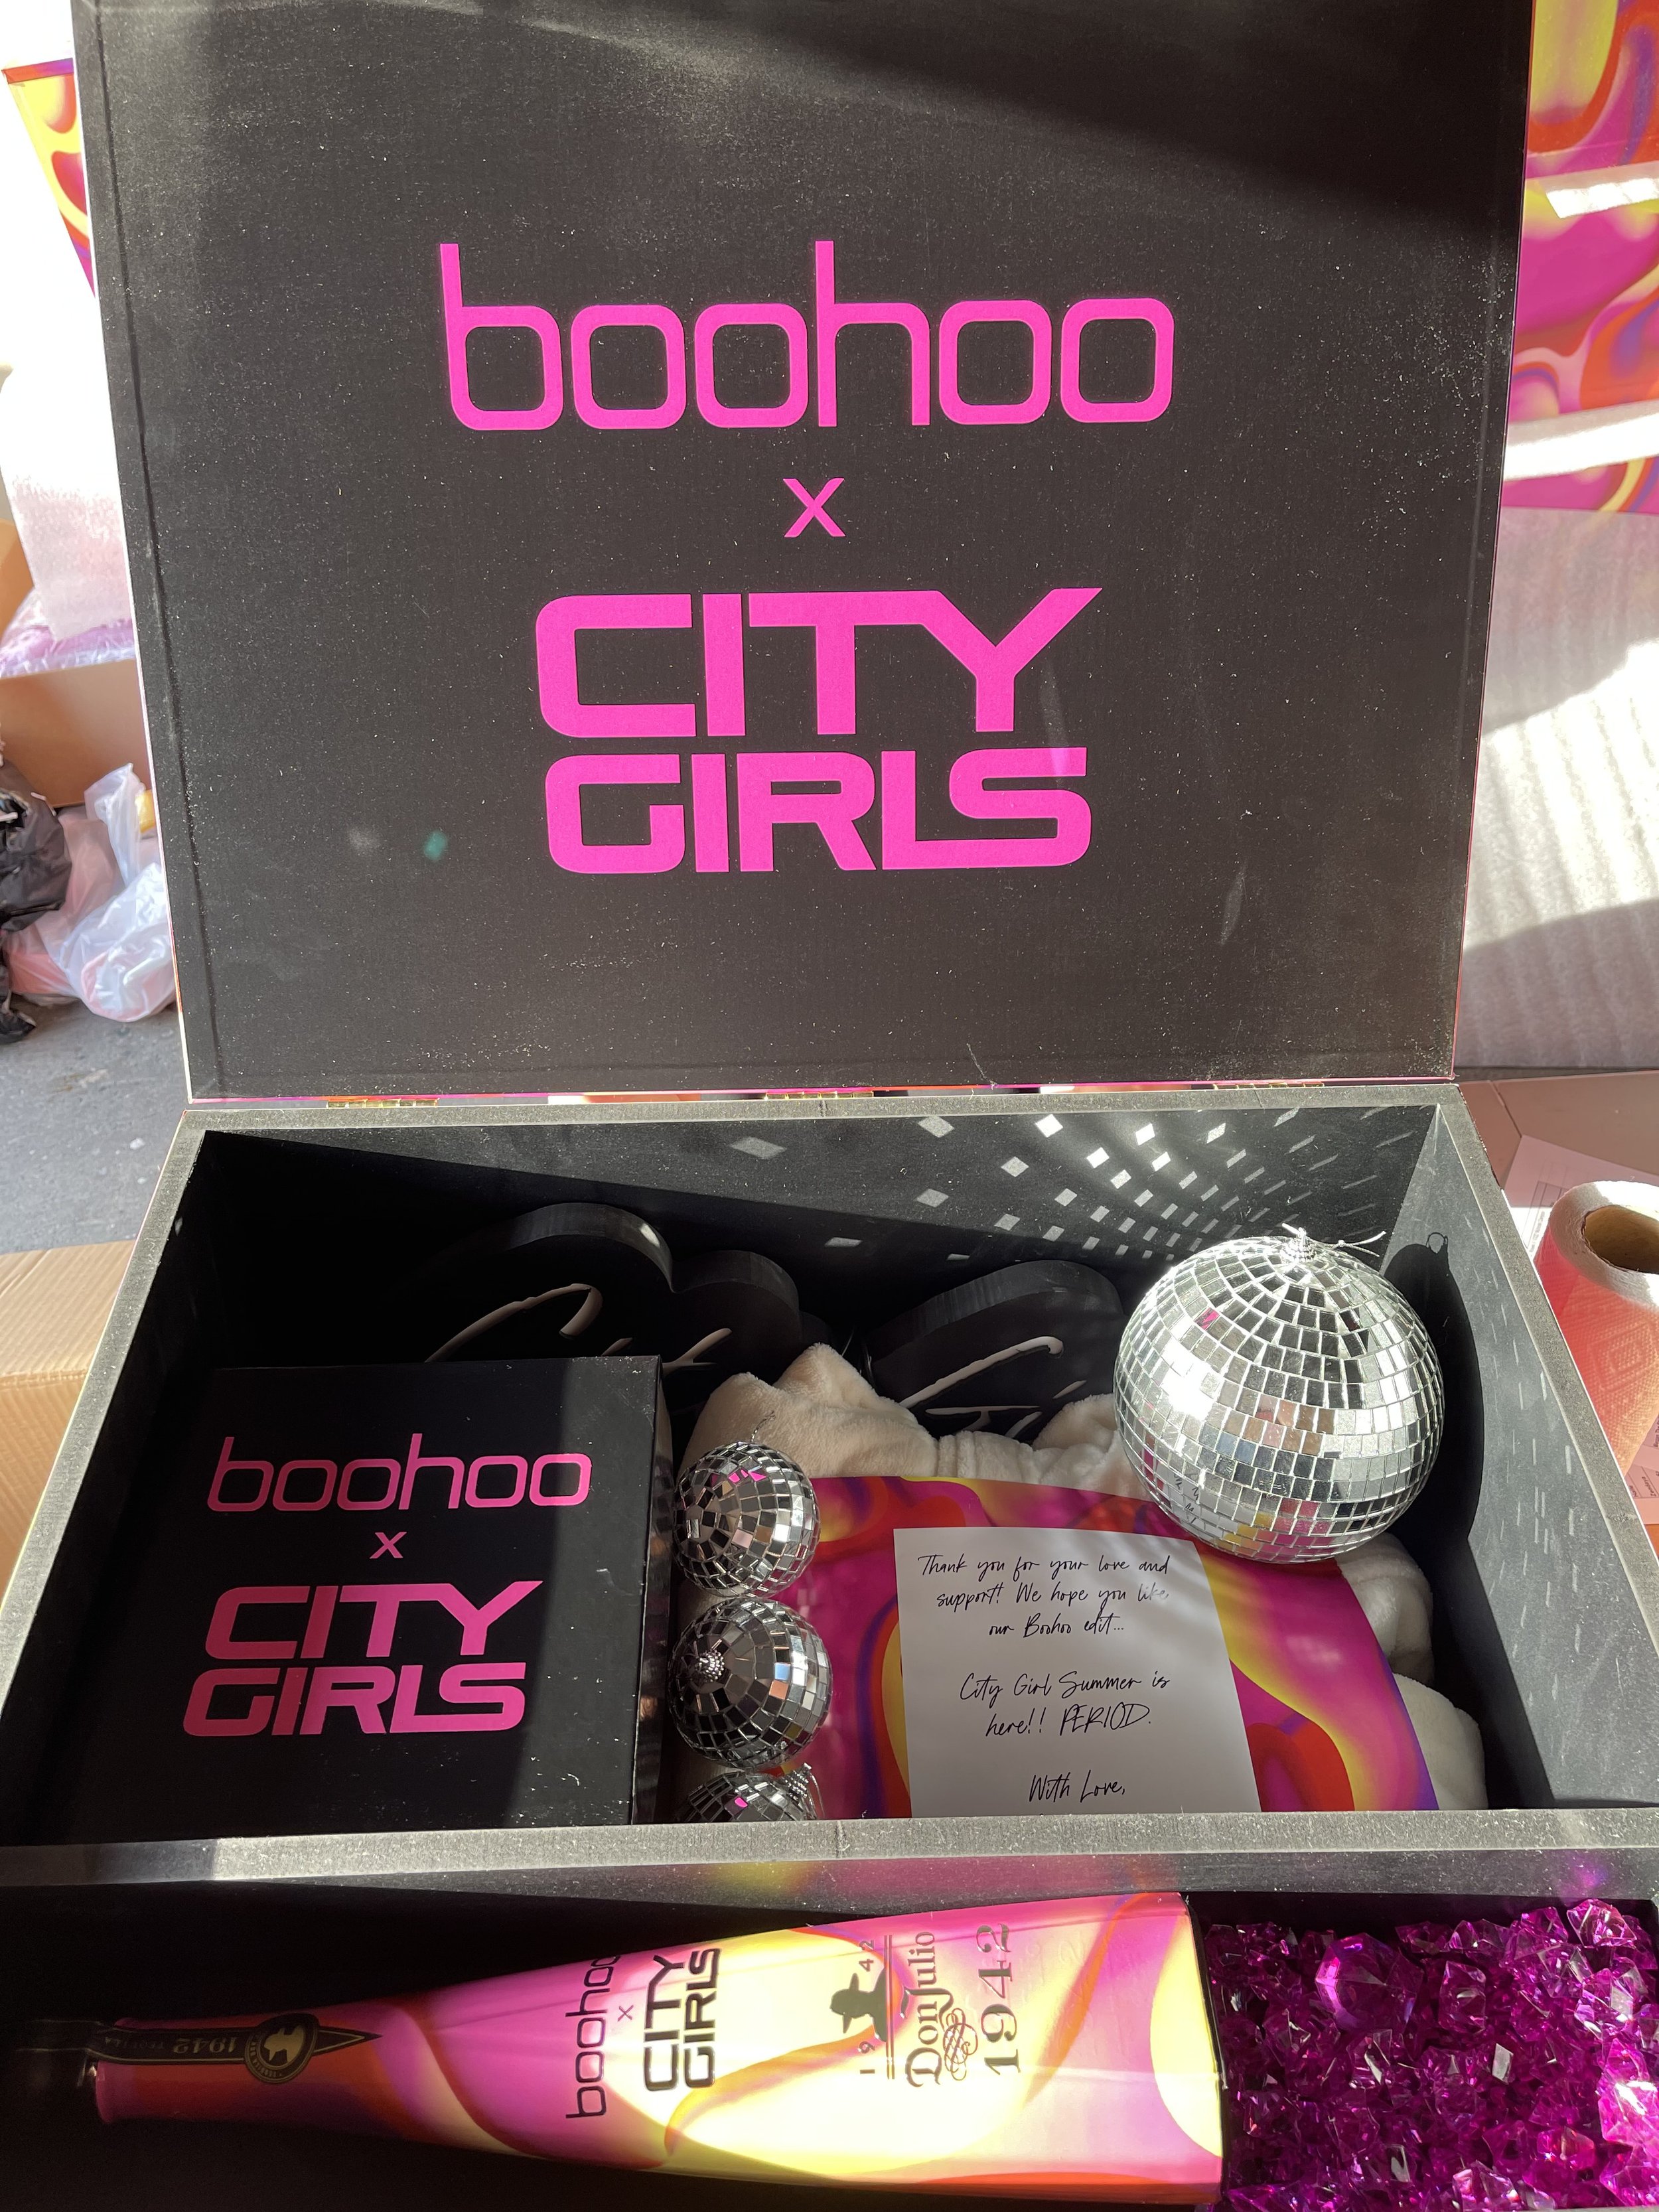 boohoo
x
CITY
GIRLS
boohoo
x
CITY
GIRLS
Thank you for your love and
support! We hope you like
our Boohoo edit...
City Girl Summer is
here!! PERIOD.
With Love,
boohoo
x
CITY
GIRLS
1942
Don Julio
1942
1942